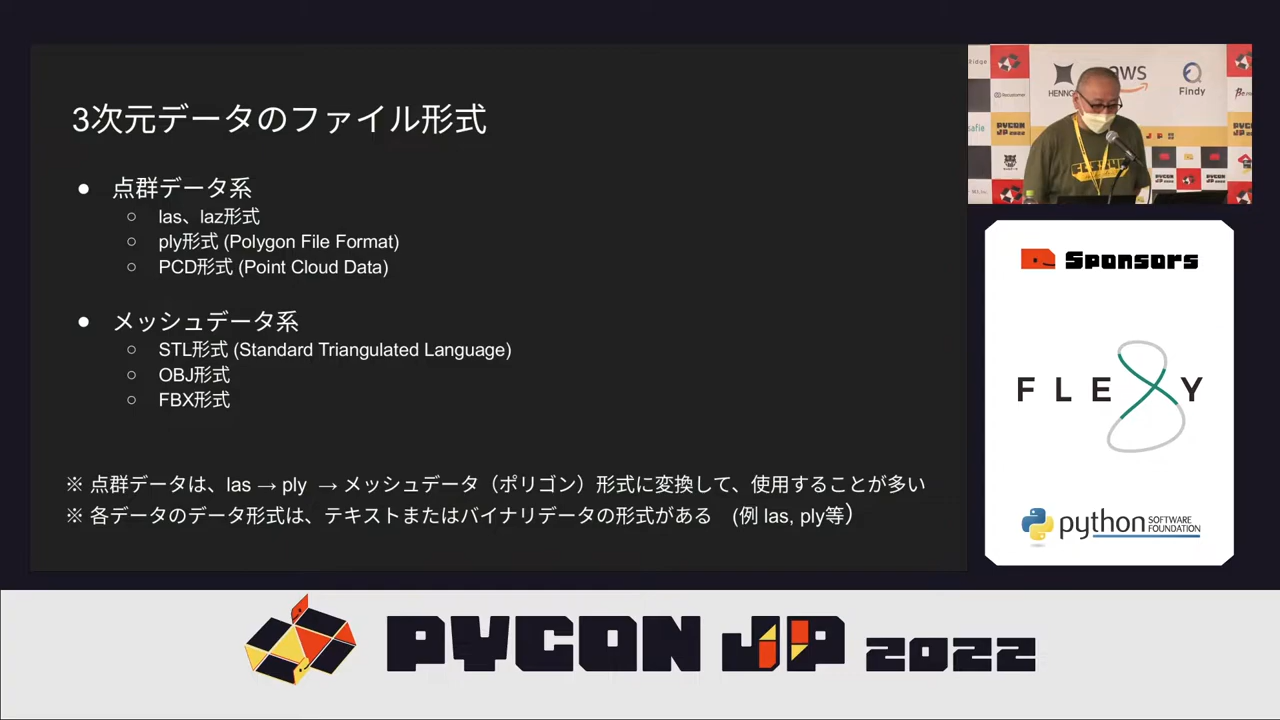 3次元データのファイル形式
● 点群データ系
○ las、laz形式
○ ply形式 (Polygon File Format)
○ PCD形式 (Point Cloud Data)
● メッシュデータ系
○ STL形式 (Standard Triangulated Language)
○ OBJ形式
○ FBX形式
※ 点群データは、las → ply → メッシュデータ（ポリゴン）形式に変換して、使用することが多い
※ 各データのデータ形式は、テキストまたはバイナリデータの形式がある (例 las, ply等）
HENNGE
aws
Findy
PYCON JP 2022
Sponsors
FLEXY
python SOFTWARE FOUNDATION
PYCON JP 2022